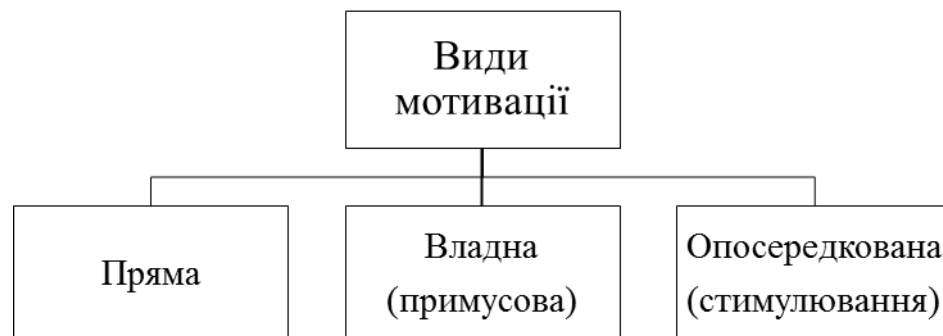 Види
мотивації
Пряма
Владна
(примусова)
Опосередкована
(стимулювання)